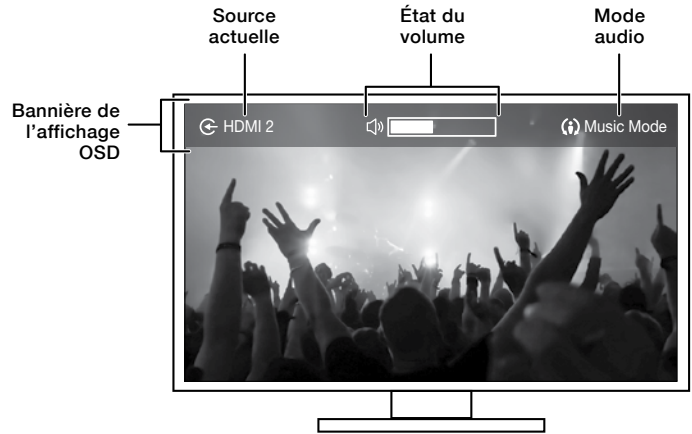 Source
actuelle
État du
volume
Mode
audio
Bannière de
l'affichage
OSD
HDMI 2
Music Mode